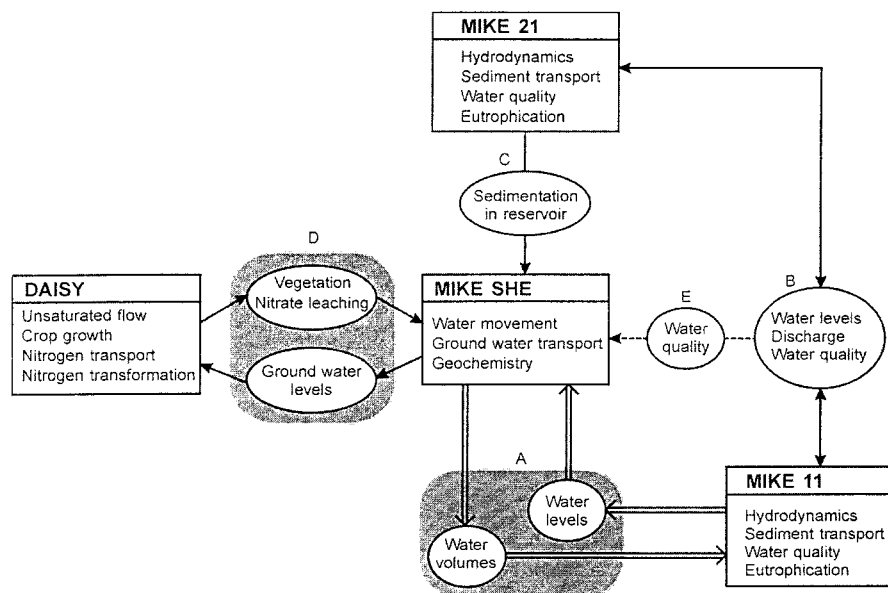 MIKE 21
Hydrodynamics
Sediment transport
Water quality
Eutrophication
C
Sedimentation
in reservoir
D
Vegetation
Nitrate leaching
Ground water
levels
DAISY
Unsaturated flow
Crop growth
Nitrogen transport
Nitrogen transformation
MIKE SHE
Water movement
Ground water transport
Geochemistry
E
Water
quality
B
Water levels
Discharge
Water quality
A
Water
levels
Water
volumes
MIKE 11
Hydrodynamics
Sediment transport
Water quality
Eutrophication